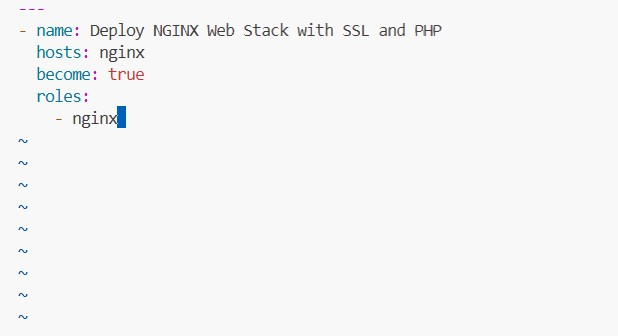 ---
- name: Deploy NGINX Web Stack with SSL and PHP
  hosts: nginx
  become: true
  roles:
    - nginx
~
~
~
~
~
~
~
~
~